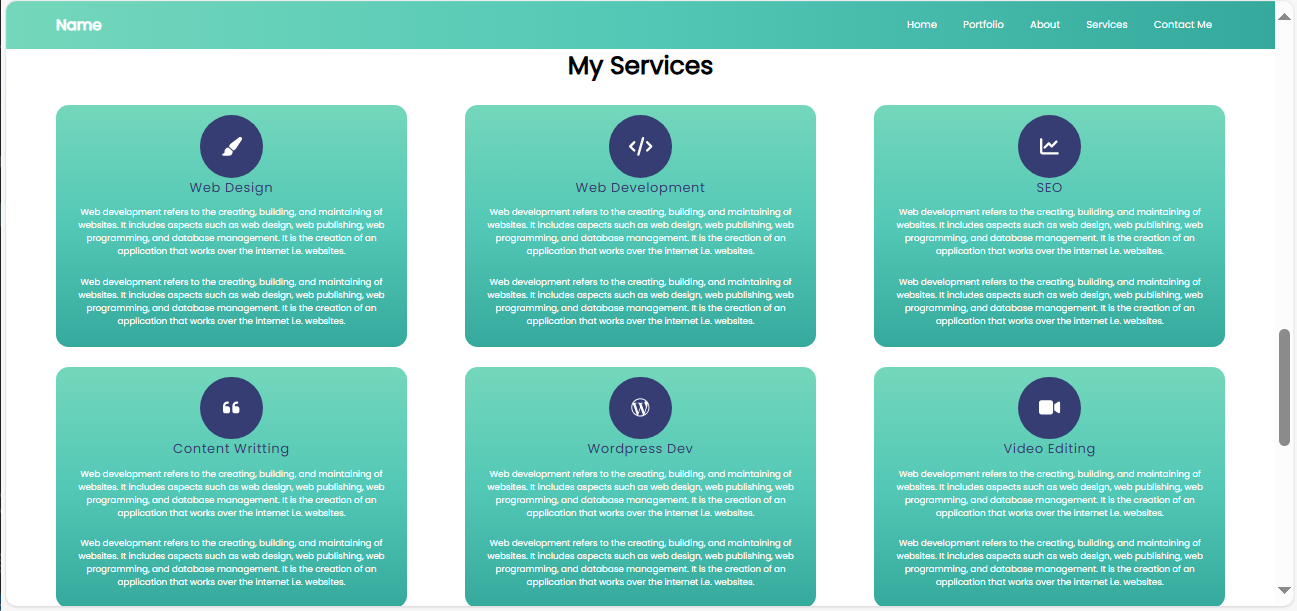 Name
Home Portfolio About Services Contact Me
My Services
Web Design
Web development refers to the creating, building, and maintaining of
websites. It includes aspects such as web design, web publishing, web
programming, and database management. It is the creation of an
application that works over the internet i.e. websites.
Web development refers to the creating, building, and maintaining of
websites. It includes aspects such as web design, web publishing, web
programming, and database management. It is the creation of an
application that works over the internet i.e. websites.
Web Development
Web development refers to the creating, building, and maintaining of
websites. It includes aspects such as web design, web publishing, web
programming, and database management. It is the creation of an
application that works over the internet i.e. websites.
Web development refers to the creating, building, and maintaining of
websites. It includes aspects such as web design, web publishing, web
programming, and database management. It is the creation of an
application that works over the internet i.e. websites.
SEO
Web development refers to the creating, building, and maintaining of
websites. It includes aspects such as web design, web publishing, web
programming, and database management. It is the creation of an
application that works over the internet i.e. websites.
Web development refers to the creating, building, and maintaining of
websites. It includes aspects such as web design, web publishing, web
programming, and database management. It is the creation of an
application that works over the internet i.e. websites.
Content Writting
Web development refers to the creating, building, and maintaining of
websites. It includes aspects such as web design, web publishing, web
programming, and database management. It is the creation of an
application that works over the internet i.e. websites.
Web development refers to the creating, building, and maintaining of
websites. It includes aspects such as web design, web publishing, web
programming, and database management. It is the creation of an
application that works over the internet i.e. websites.
Wordpress Dev
Web development refers to the creating, building, and maintaining of
websites. It includes aspects such as web design, web publishing, web
programming, and database management. It is the creation of an
application that works over the internet i.e. websites.
Web development refers to the creating, building, and maintaining of
websites. It includes aspects such as web design, web publishing, web
programming, and database management. It is the creation of an
application that works over the internet i.e. websites.
Video Editing
Web development refers to the creating, building, and maintaining of
websites. It includes aspects such as web design, web publishing, web
programming, and database management. It is the creation of an
application that works over the internet i.e. websites.
Web development refers to the creating, building, and maintaining of
websites. It includes aspects such as web design, web publishing, web
programming, and database management. It is the creation of an
application that works over the internet i.e. websites.